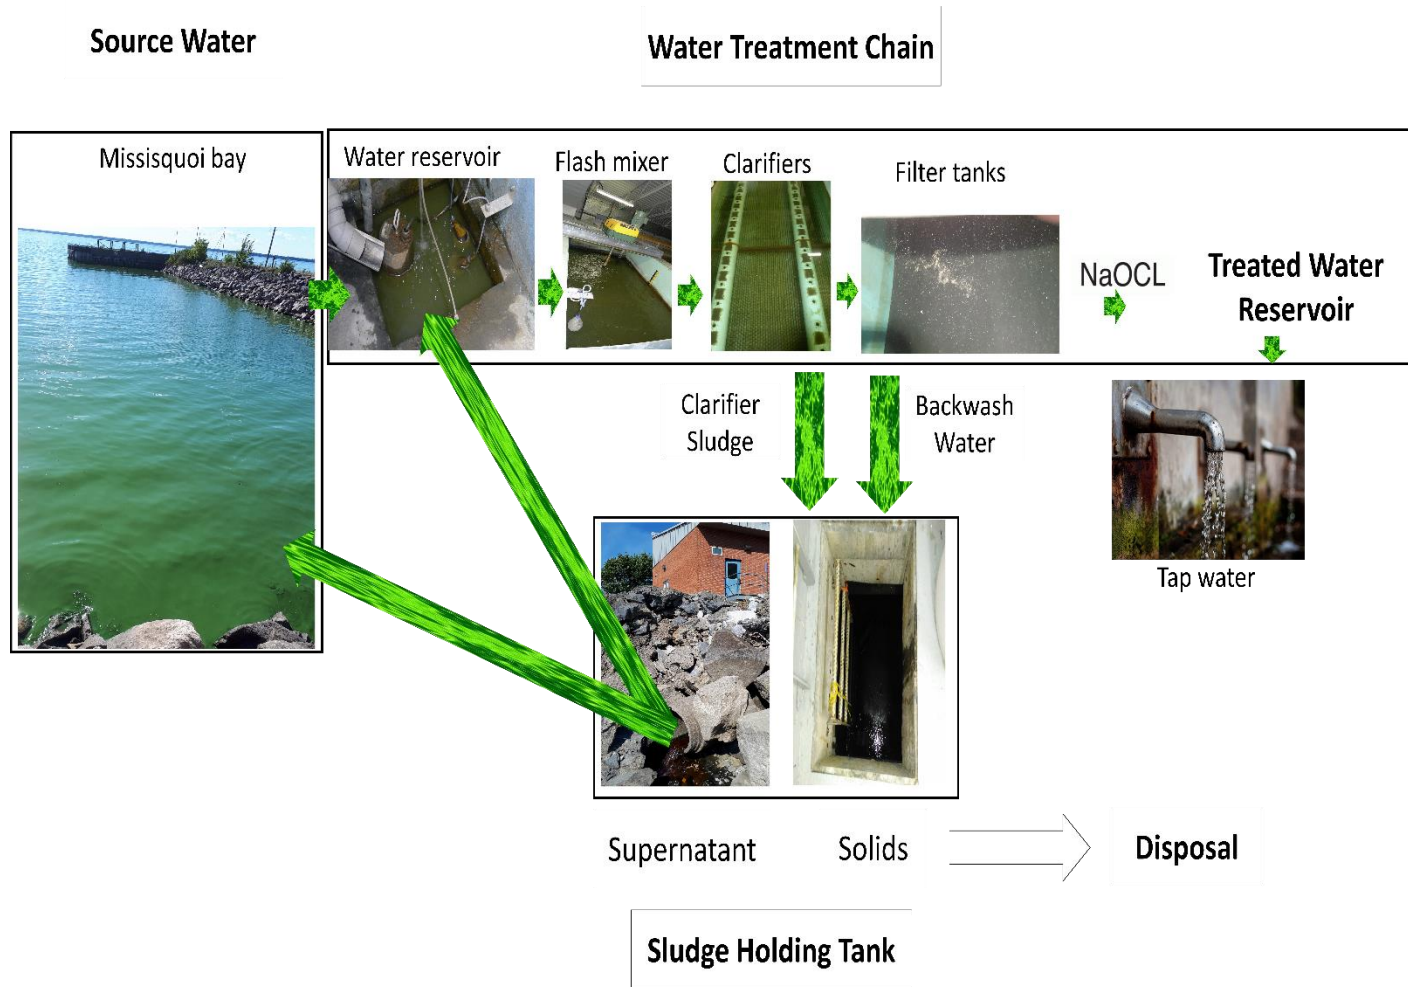 Source Water
Water Treatment Chain
Missisquoi bay
Water reservoir
Flash mixer
Clarifiers
Filter tanks
NaOCL
Treated Water
Reservoir
Clarifier
Sludge
Backwash
Water
Tap water
Supernatant
Solids
Disposal
Sludge Holding Tank